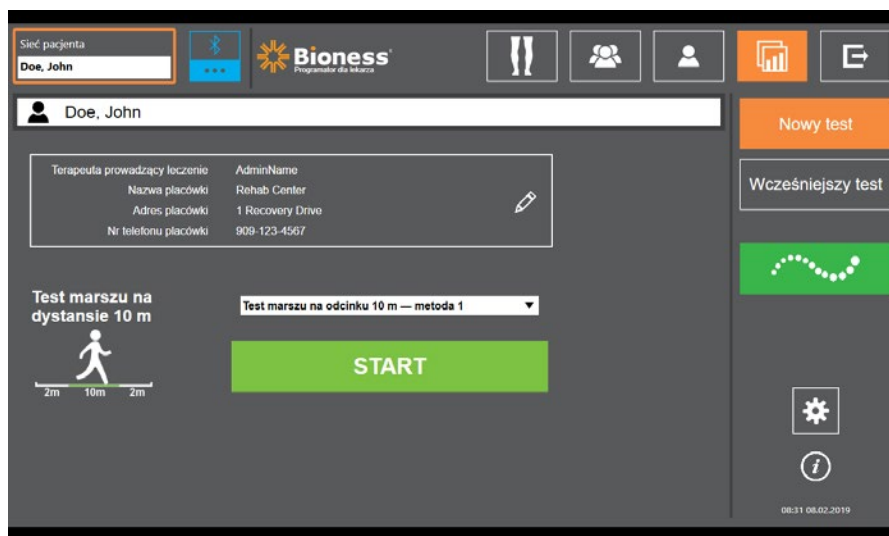 Sieć pacjenta
Doe, John
Bioness
Programator dla lekarza
Doe, John
Terapeuta prowadzący leczenie AdminName
Nazwa placówki Rehab Center
Adres placówki 1 Recovery Drive
Nr telefonu placówki 909-123-4567
Test marszu na
dystansie 10 m
2m 10m 2m
Test marszu na odcinku 10 m — metoda 1
START
Nowy test
Wcześniejszy test
i
08:31 08.02.2019